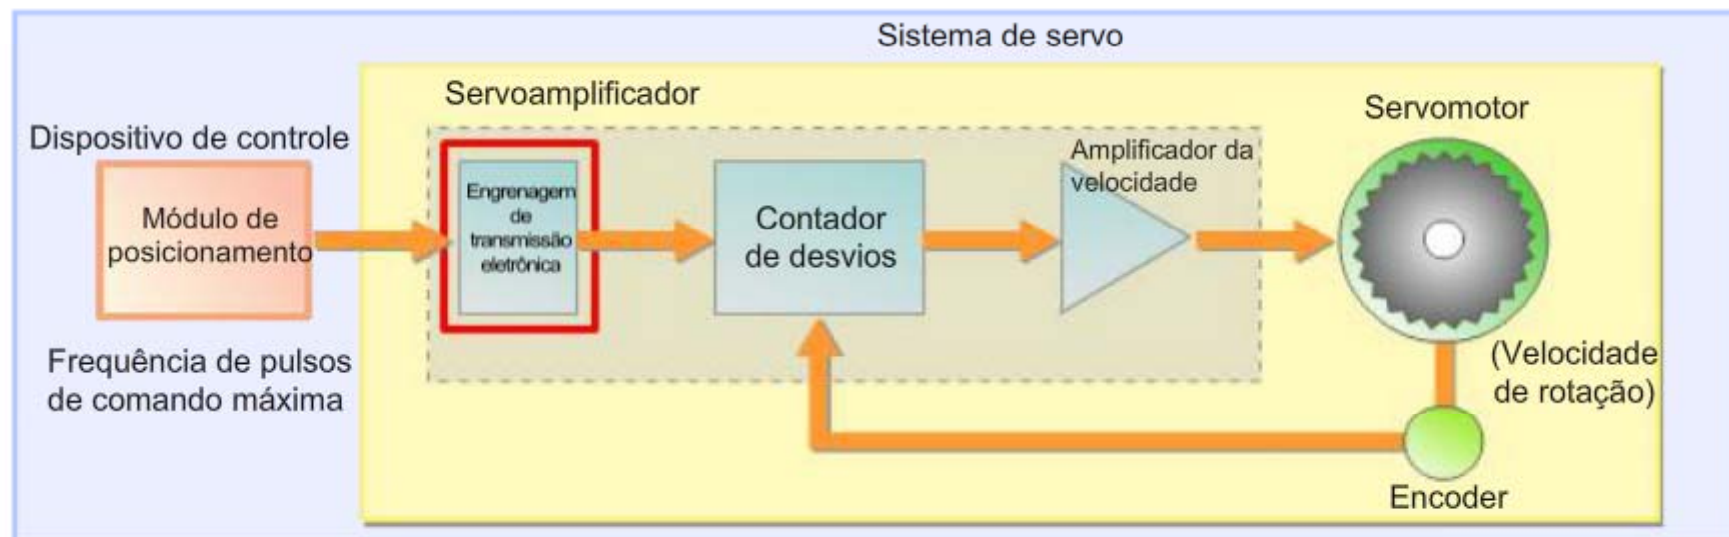 Sistema de servo
Servoamplificador
Servomotor
Dispositivo de controle
Módulo de
posicionamento
Engrenagem
de
transmissão
eletrônica
Contador
de desvios
Amplificador da
velocidade
Frequência de pulsos
de comando máxima
(Velocidade
de rotação)
Encoder